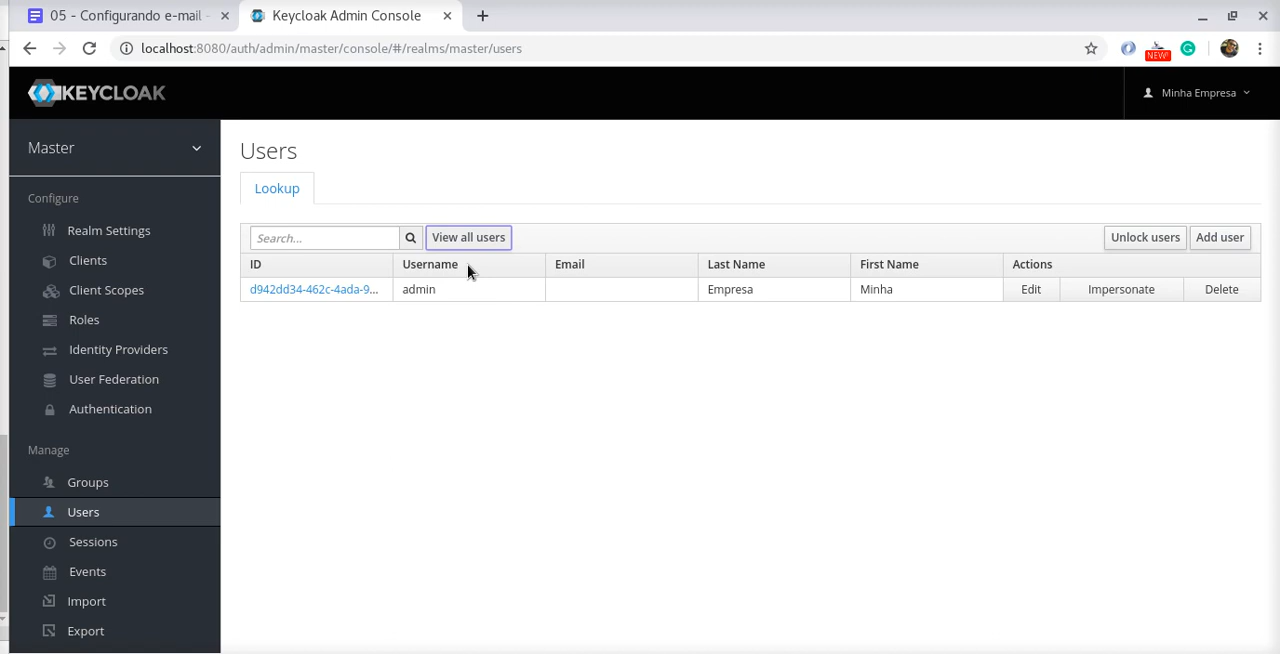 05 - Configurando e-mail -
Keycloak Admin Console
localhost:8080/auth/admin/master/console/#/realms/master/users
NEW!
KEYCLOAK
Minha Empresa
Master
Configure
Realm Settings
Clients
Client Scopes
Roles
Identity Providers
User Federation
Authentication
Manage
Groups
Users
Sessions
Events
Import
Export
Users
Lookup
Search...
View all users
Unlock users
Add user
ID Username Email Last Name First Name Actions
d942dd34-462c-4ada-9... admin Empresa Minha Edit Impersonate Delete